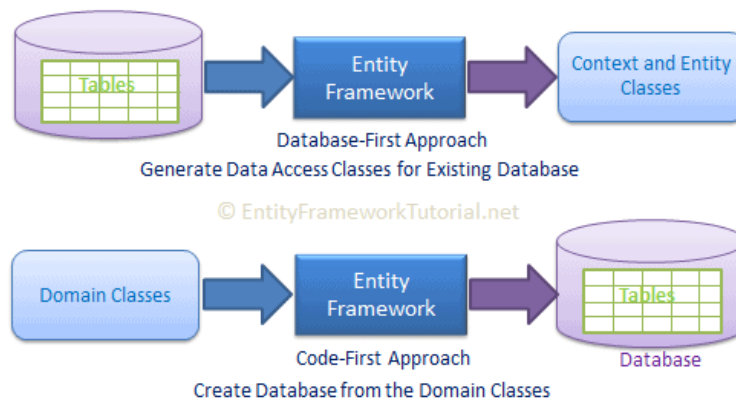 Tables
Entity
Framework
Context and Entity
Classes
Database-First Approach
Generate Data Access Classes for Existing Database
© EntityFrameworkTutorial.net
Domain Classes
Entity
Framework
Tables
Code-First Approach
Database
Create Database from the Domain Classes